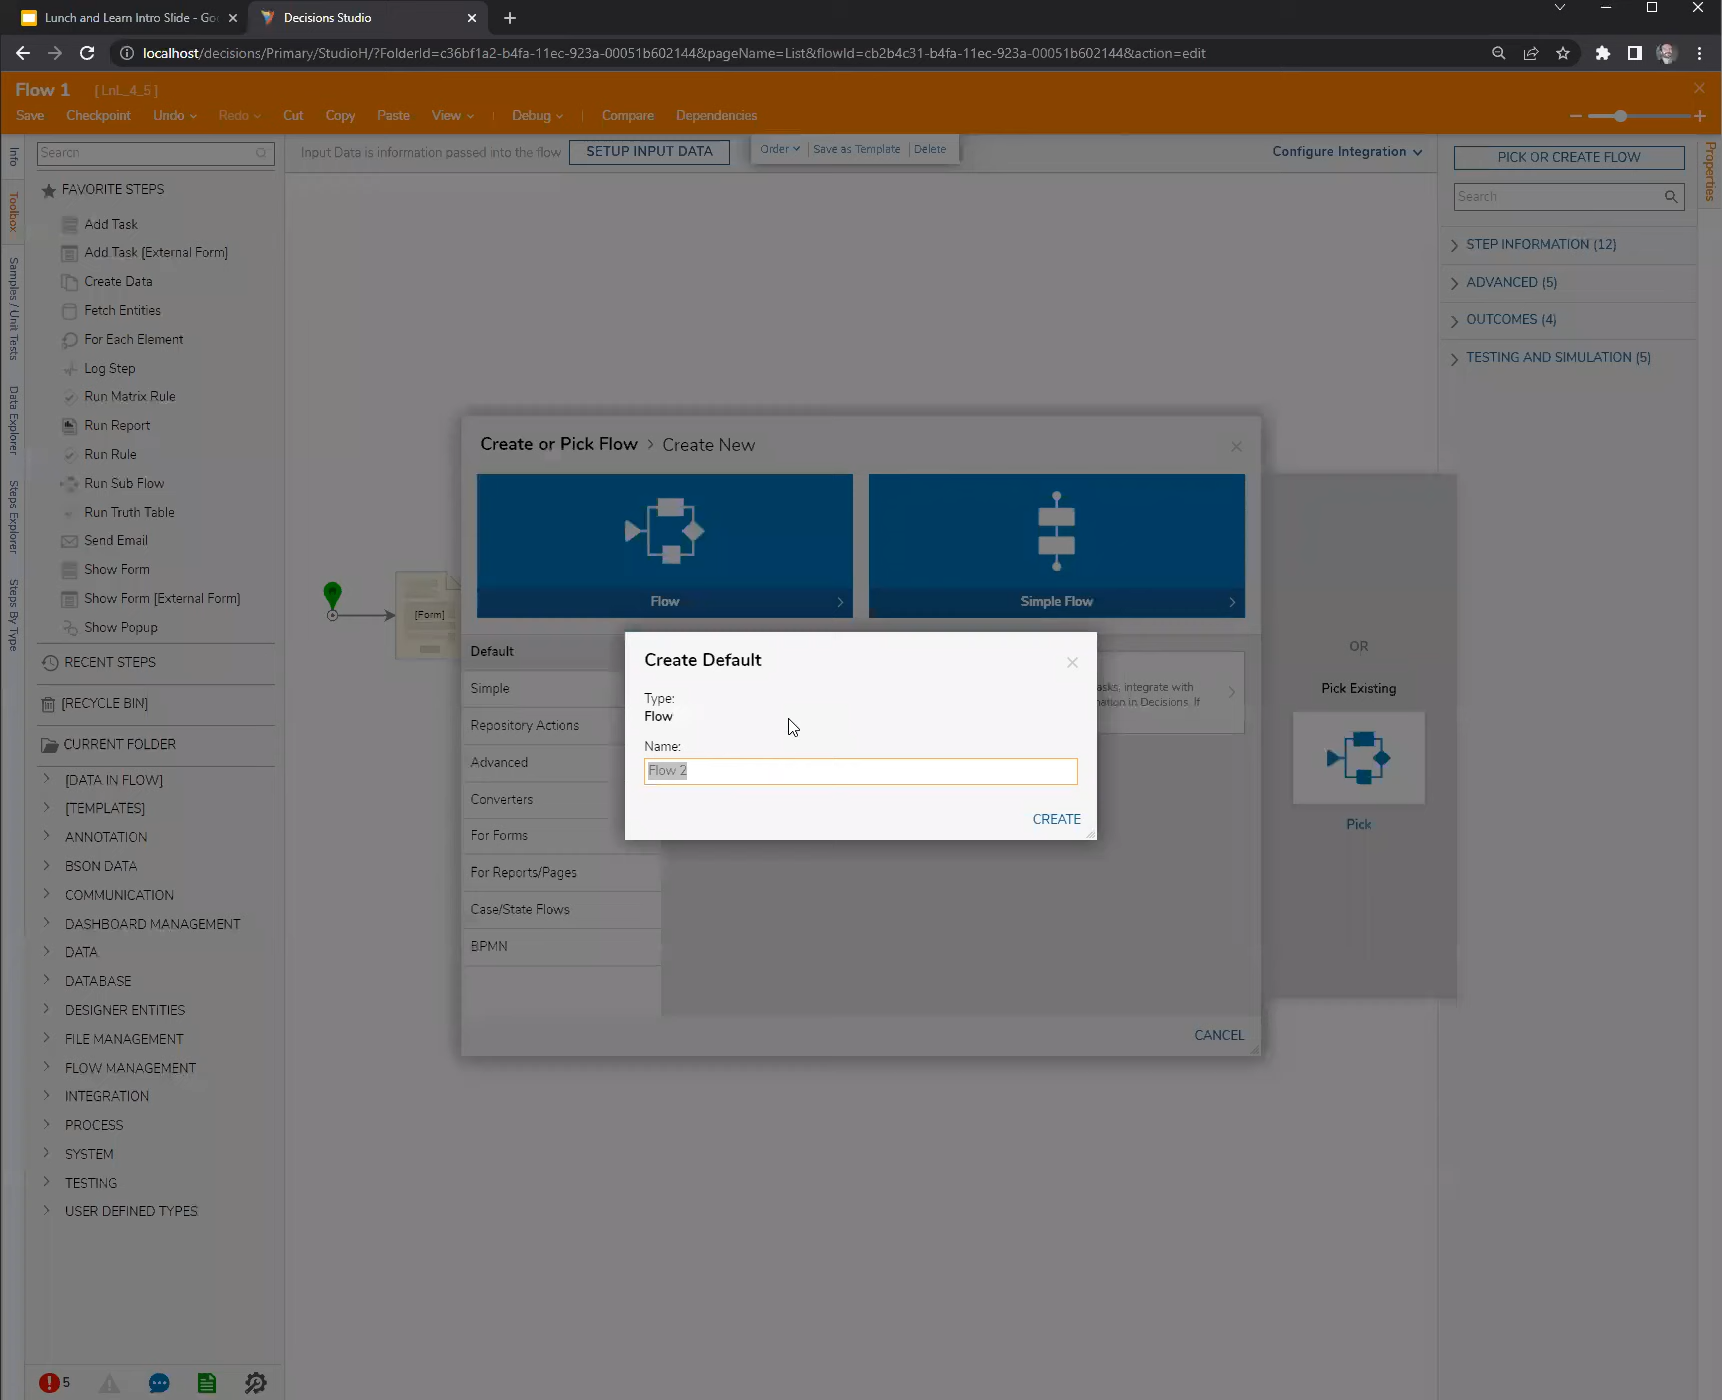 Lunch and Learn Intro Slide - Goo
Decisions Studio
localhost/decisions/Primary/StudioH/?FolderId=c36bf1a2-b4fa-11ec-923a-00051b602144&pageName=List&flowId=cb2b4c31-b4fa-11ec-923a-00051b602144&action=edit
Flow 1 [ LnL_4_5 ]
Save Checkpoint Undo Redo Cut Copy Paste View Debug Compare Dependencies
Info
Toolbox
Samples / Unit Tests
Data Explorer
Steps Explorer
Steps By Type
Search
FAVORITE STEPS
Add Task
Add Task [External Form]
Create Data
Fetch Entities
For Each Element
Log Step
Run Matrix Rule
Run Report
Run Rule
Run Sub Flow
Run Truth Table
Send Email
Show Form
Show Form [External Form]
Show Popup
RECENT STEPS
[RECYCLE BIN]
CURRENT FOLDER
[DATA IN FLOW]
[TEMPLATES]
ANNOTATION
BSON DATA
COMMUNICATION
DASHBOARD MANAGEMENT
DATA
DATABASE
DESIGNER ENTITIES
FILE MANAGEMENT
FLOW MANAGEMENT
INTEGRATION
PROCESS
SYSTEM
TESTING
USER DEFINED TYPES
5
Input Data is information passed into the flow
SETUP INPUT DATA
Order Save as Template Delete
Configure Integration
[Form]
Create or Pick Flow > Create New
Flow
Simple Flow
Default
Simple
Repository Actions
Advanced
Converters
For Forms
For Reports/Pages
Case/State Flows
BPMN
asks, integrate with
mation in Decisions. If
CANCEL
Create Default
Type:
Flow
Name:
Flow 2
CREATE
OR
Pick Existing
Pick
PICK OR CREATE FLOW
Search
STEP INFORMATION (12)
ADVANCED (5)
OUTCOMES (4)
TESTING AND SIMULATION (5)
Properties